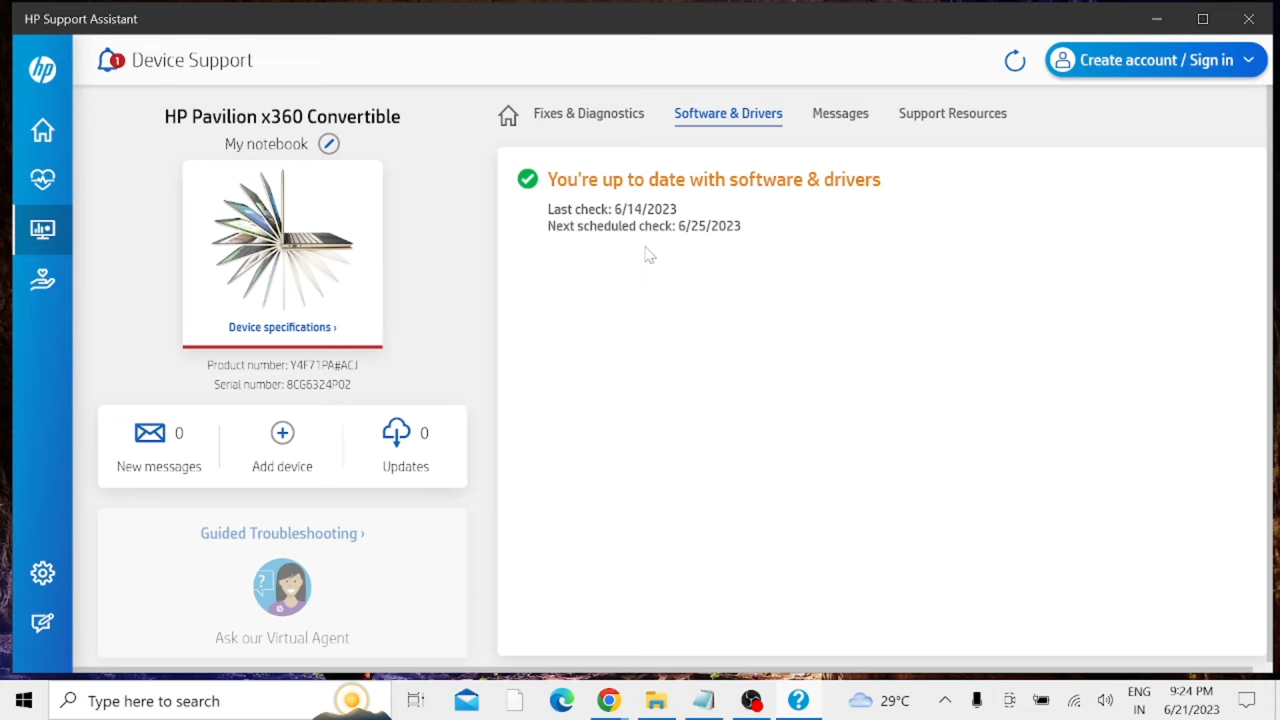 HP Support Assistant
hp
1
Device Support
Create account / Sign in
HP Pavilion x360 Convertible
My notebook
Device specifications ›
Product number: Y4F71PA#ACJ
Serial number: 8CG6324P02
0
New messages
Add device
0
Updates
Guided Troubleshooting ›
?
Ask our Virtual Agent
Fixes & Diagnostics
Software & Drivers
Messages
Support Resources
You're up to date with software & drivers
Last check: 6/14/2023
Next scheduled check: 6/25/2023
Type here to search
?
29°C
ENG
IN
9:24 PM
6/21/2023